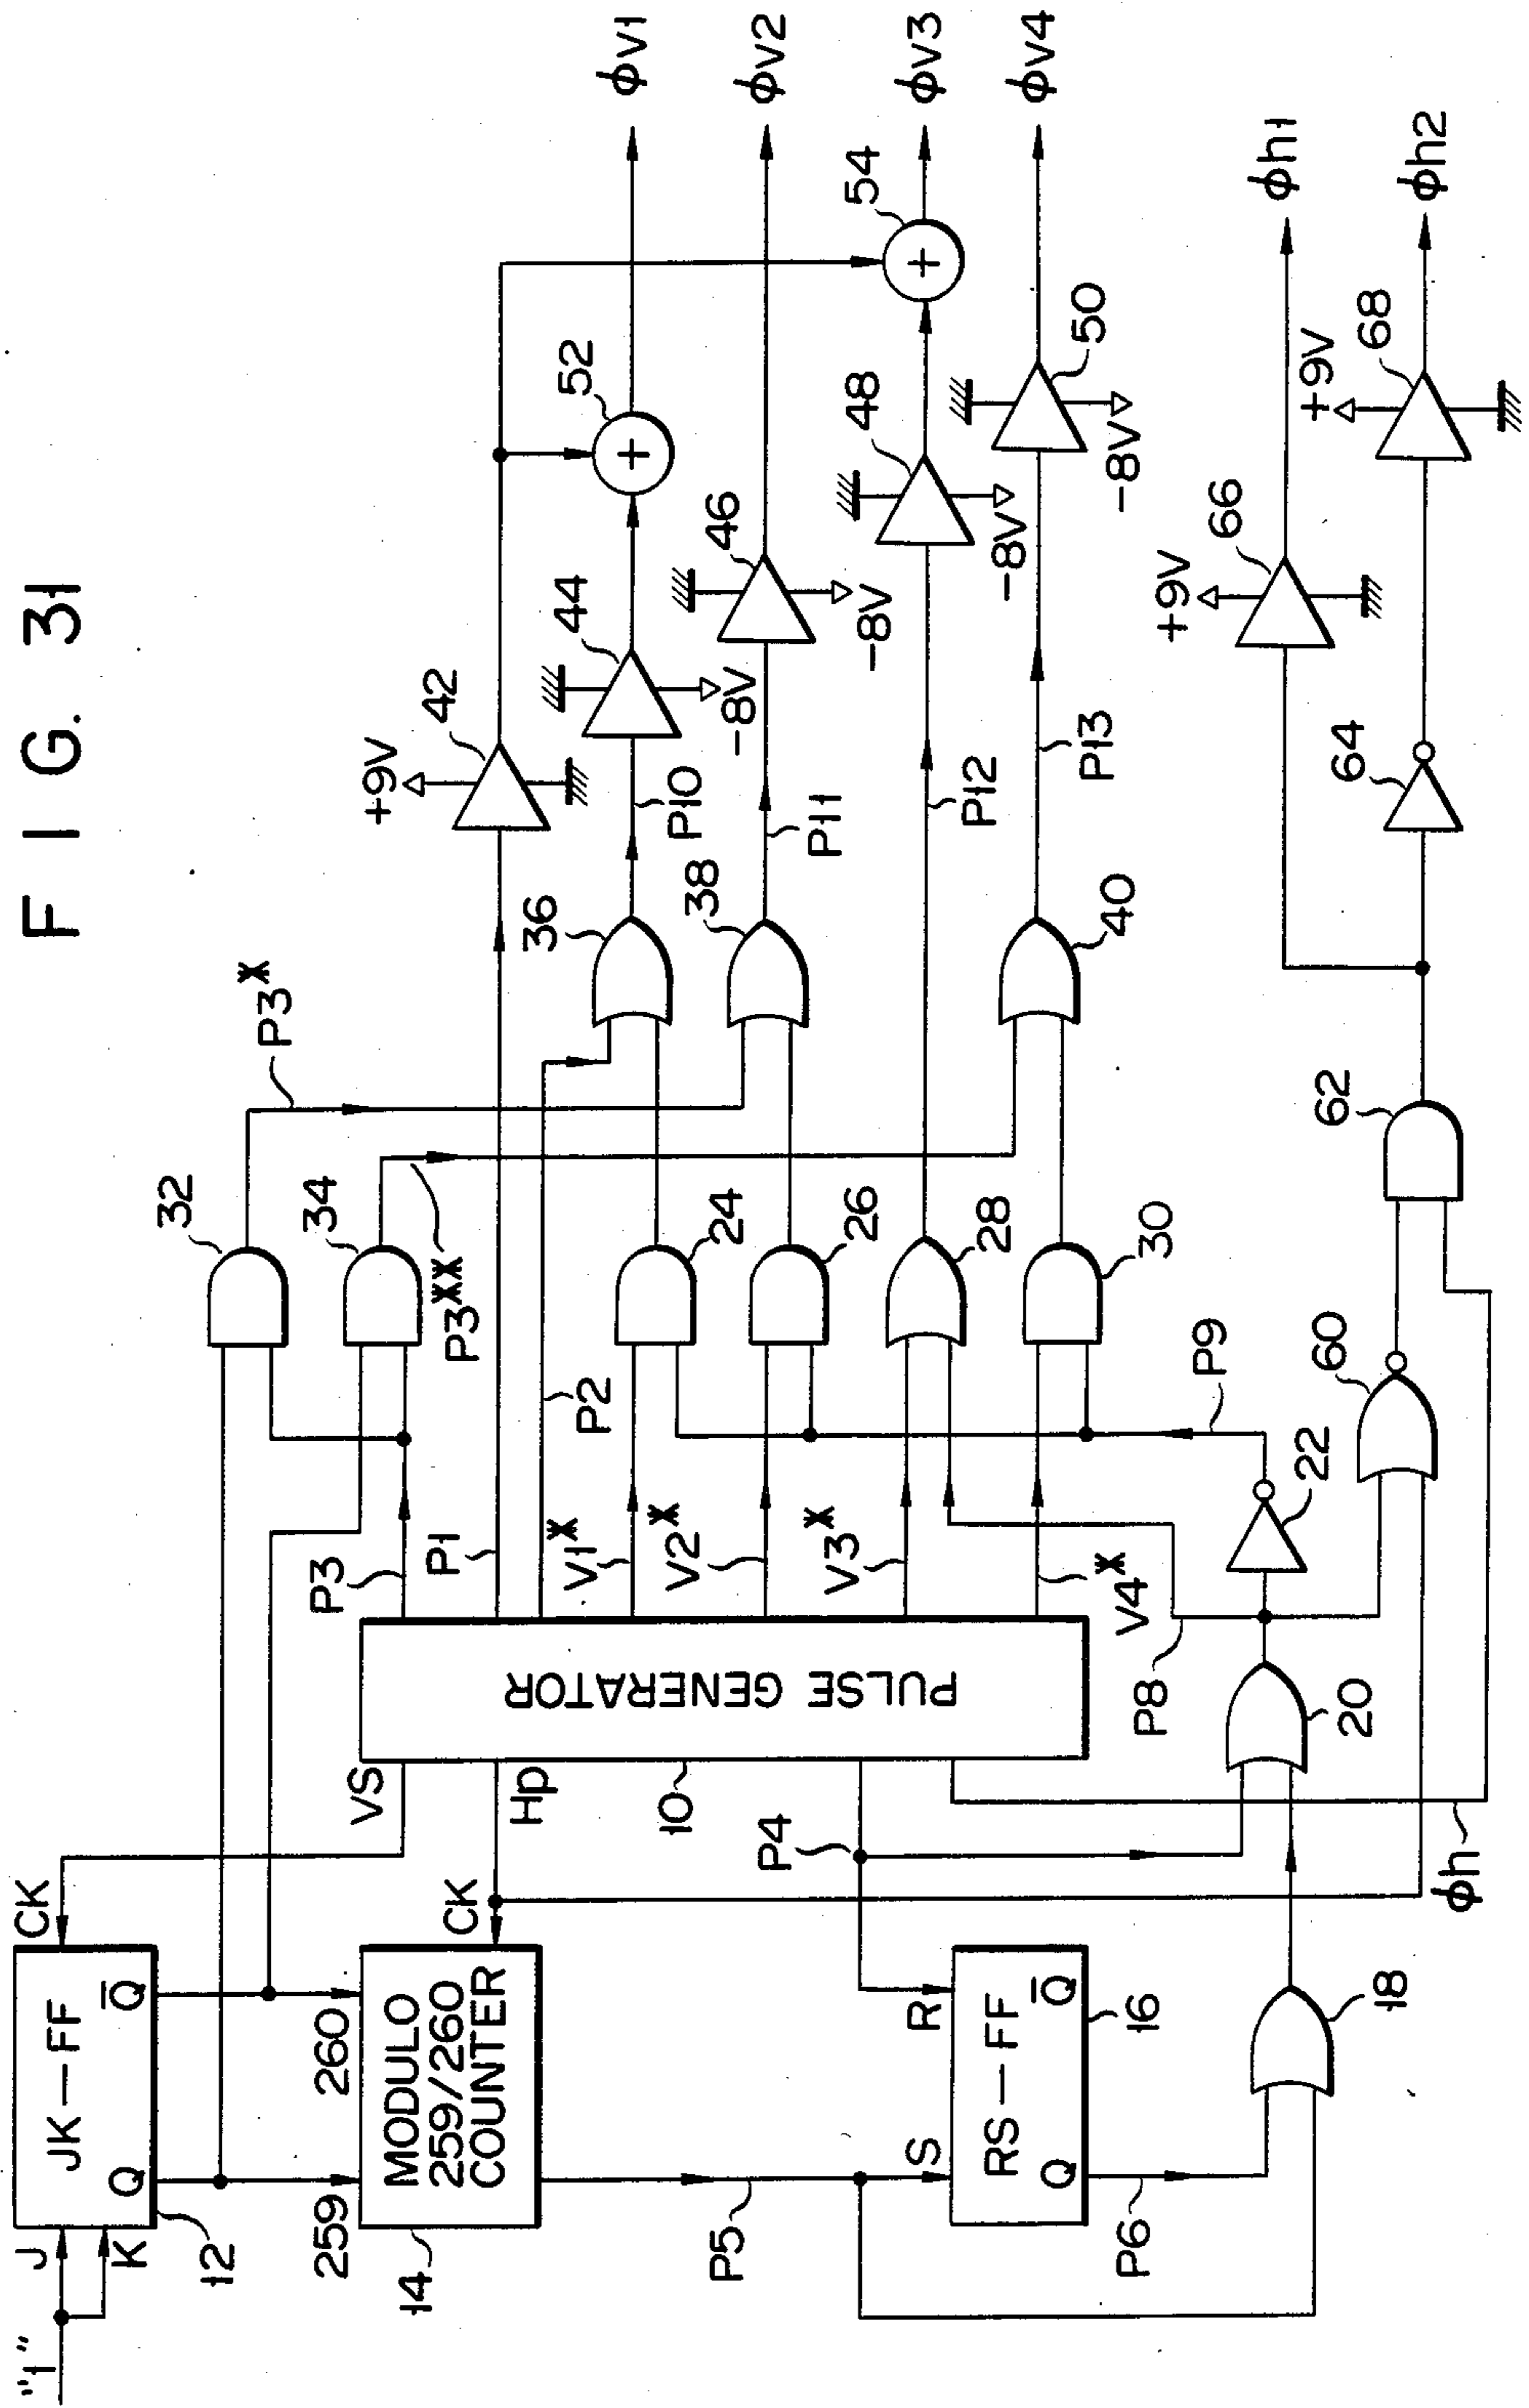 FIG. 31
"1"
J
K
CK
JK-FF
Q
Q̅
12
259
260
CK
MODULO
259/260
COUNTER
14
VS
Hp
10
PULSE GENERATOR
P5
P4
S
R
RS-FF
Q
Q̅
16
P6
18
20
P8
22
P9
φh
P3
P1
P2
V1*
V2*
V3*
V4*
32
34
P3*
P3**
24
26
28
30
36
38
40
P10
P11
P12
P13
+9V
42
44
-8V
46
-8V
48
-8V
50
-8V
52
54
φv1
φv2
φv3
φv4
60
62
64
+9V
66
+9V
68
φh1
φh2